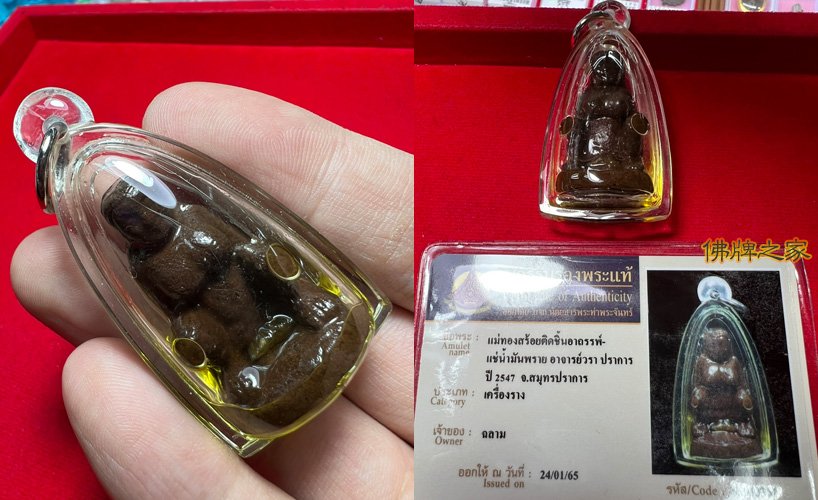 佛牌之家
พระแท้
of Authenticity
ชื่อพระ : แม่ทองสร้อยติดชิ้นอาถรรพ์-
Amulet name
แช่น้ำมันพราย อาจารย์วรา ปราการ
ปี 2547 จ.สมุทรปราการ
ประเภท : เครื่องราง
Category
เจ้าของ : ฉลาม
Owner
ออกให้ ณ วันที่ : 24/01/65
Issued on
รหัส/Code